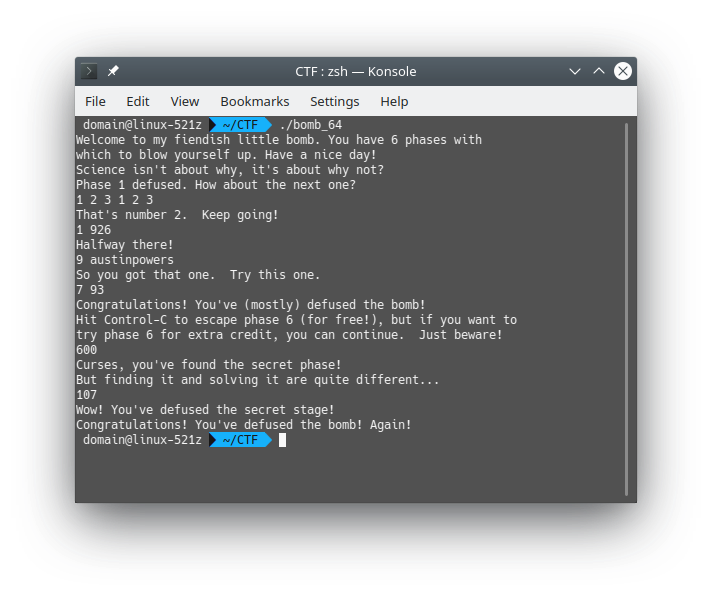 CTF : zsh — Konsole
File Edit View Bookmarks Settings Help
domain@linux-521z ~/CTF ./bomb_64
Welcome to my fiendish little bomb. You have 6 phases with
which to blow yourself up. Have a nice day!
Science isn't about why, it's about why not?
Phase 1 defused. How about the next one?
1 2 3 1 2 3
That's number 2.  Keep going!
1 926
Halfway there!
9 austinpowers
So you got that one.  Try this one.
7 93
Congratulations! You've (mostly) defused the bomb!
Hit Control-C to escape phase 6 (for free!), but if you want to
try phase 6 for extra credit, you can continue.  Just beware!
600
Curses, you've found the secret phase!
But finding it and solving it are quite different...
107
Wow! You've defused the secret stage!
Congratulations! You've defused the bomb! Again!
domain@linux-521z ~/CTF